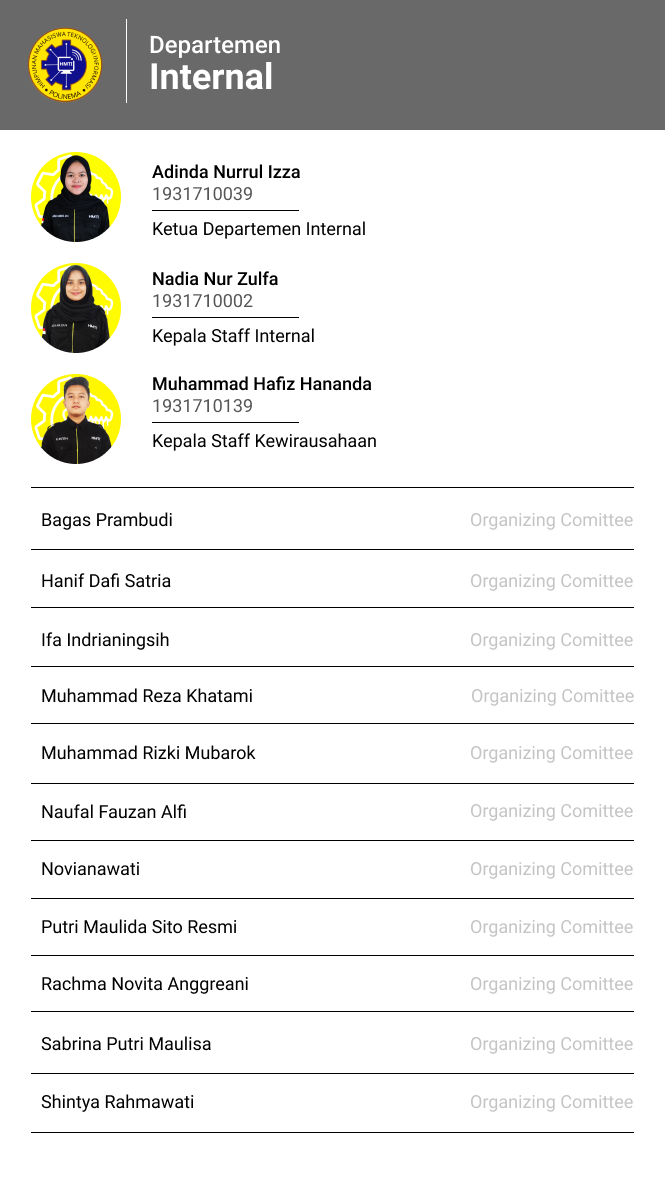 HIMPUNAN MAHASISWA TEKNOLOGI INFORMASI
HMTI
POLINEMA
Departemen
Internal
Adinda Nurrul Izza
1931710039
Ketua Departemen Internal
HMTI
Nadia Nur Zulfa
1931710002
Kepala Staff Internal
HMTI
Muhammad Hafiz Hananda
1931710139
Kepala Staff Kewirausahaan
HMTI
Bagas Prambudi Organizing Comittee
Hanif Dafi Satria Organizing Comittee
Ifa Indrianingsih Organizing Comittee
Muhammad Reza Khatami Organizing Comittee
Muhammad Rizki Mubarok Organizing Comittee
Naufal Fauzan Alfi Organizing Comittee
Novianawati Organizing Comittee
Putri Maulida Sito Resmi Organizing Comittee
Rachma Novita Anggreani Organizing Comittee
Sabrina Putri Maulisa Organizing Comittee
Shintya Rahmawati Organizing Comittee